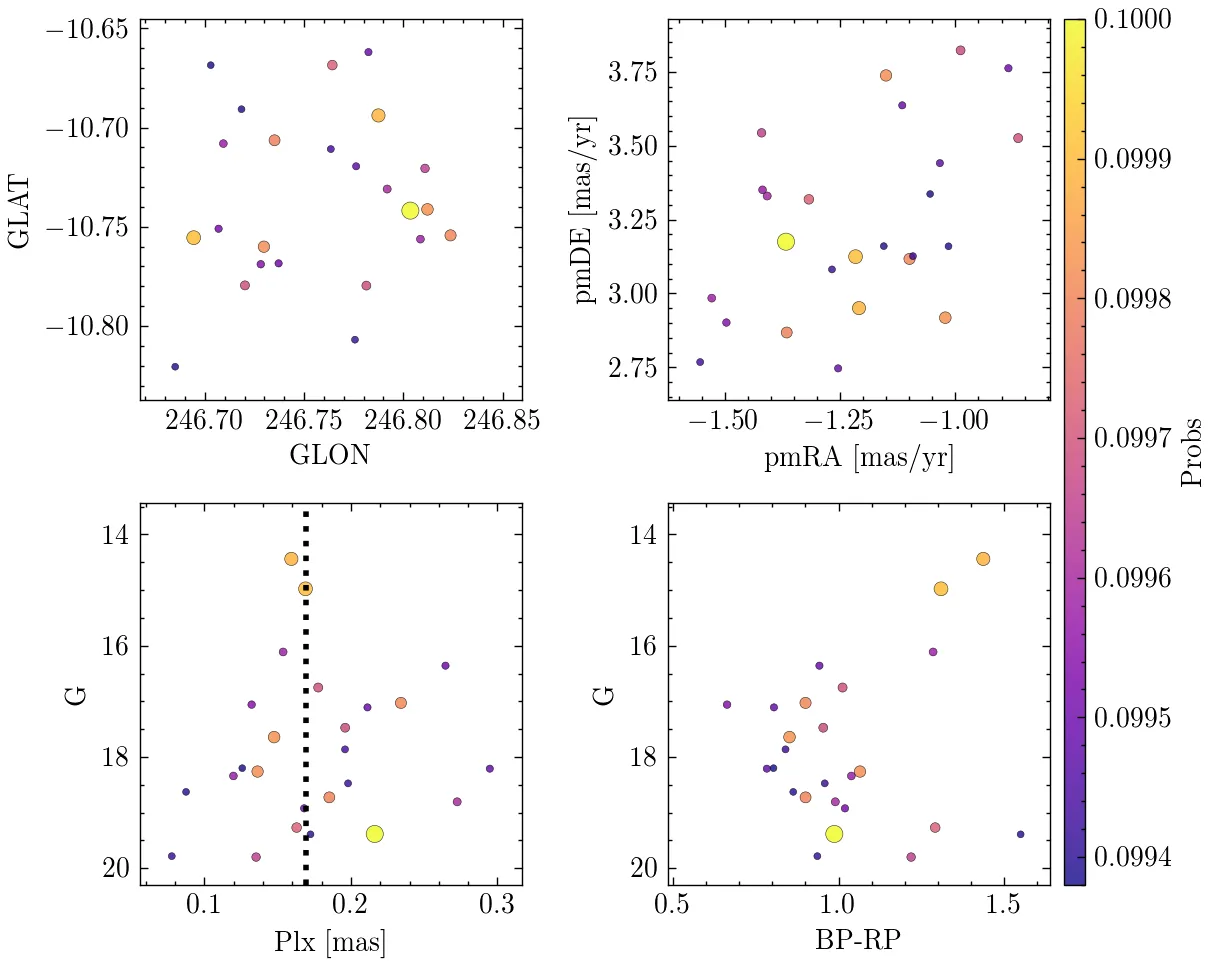 −10.65
−10.70
−10.75
−10.80
GLAT
246.70 246.75 246.80 246.85
GLON
3.75
3.50
3.25
3.00
2.75
pmDE [mas/yr]
−1.50 −1.25 −1.00
pmRA [mas/yr]
14
16
18
20
G
0.1 0.2 0.3
Plx [mas]
14
16
18
20
G
0.5 1.0 1.5
BP-RP
0.1000
0.0999
0.0998
0.0997
0.0996
0.0995
0.0994
Probs